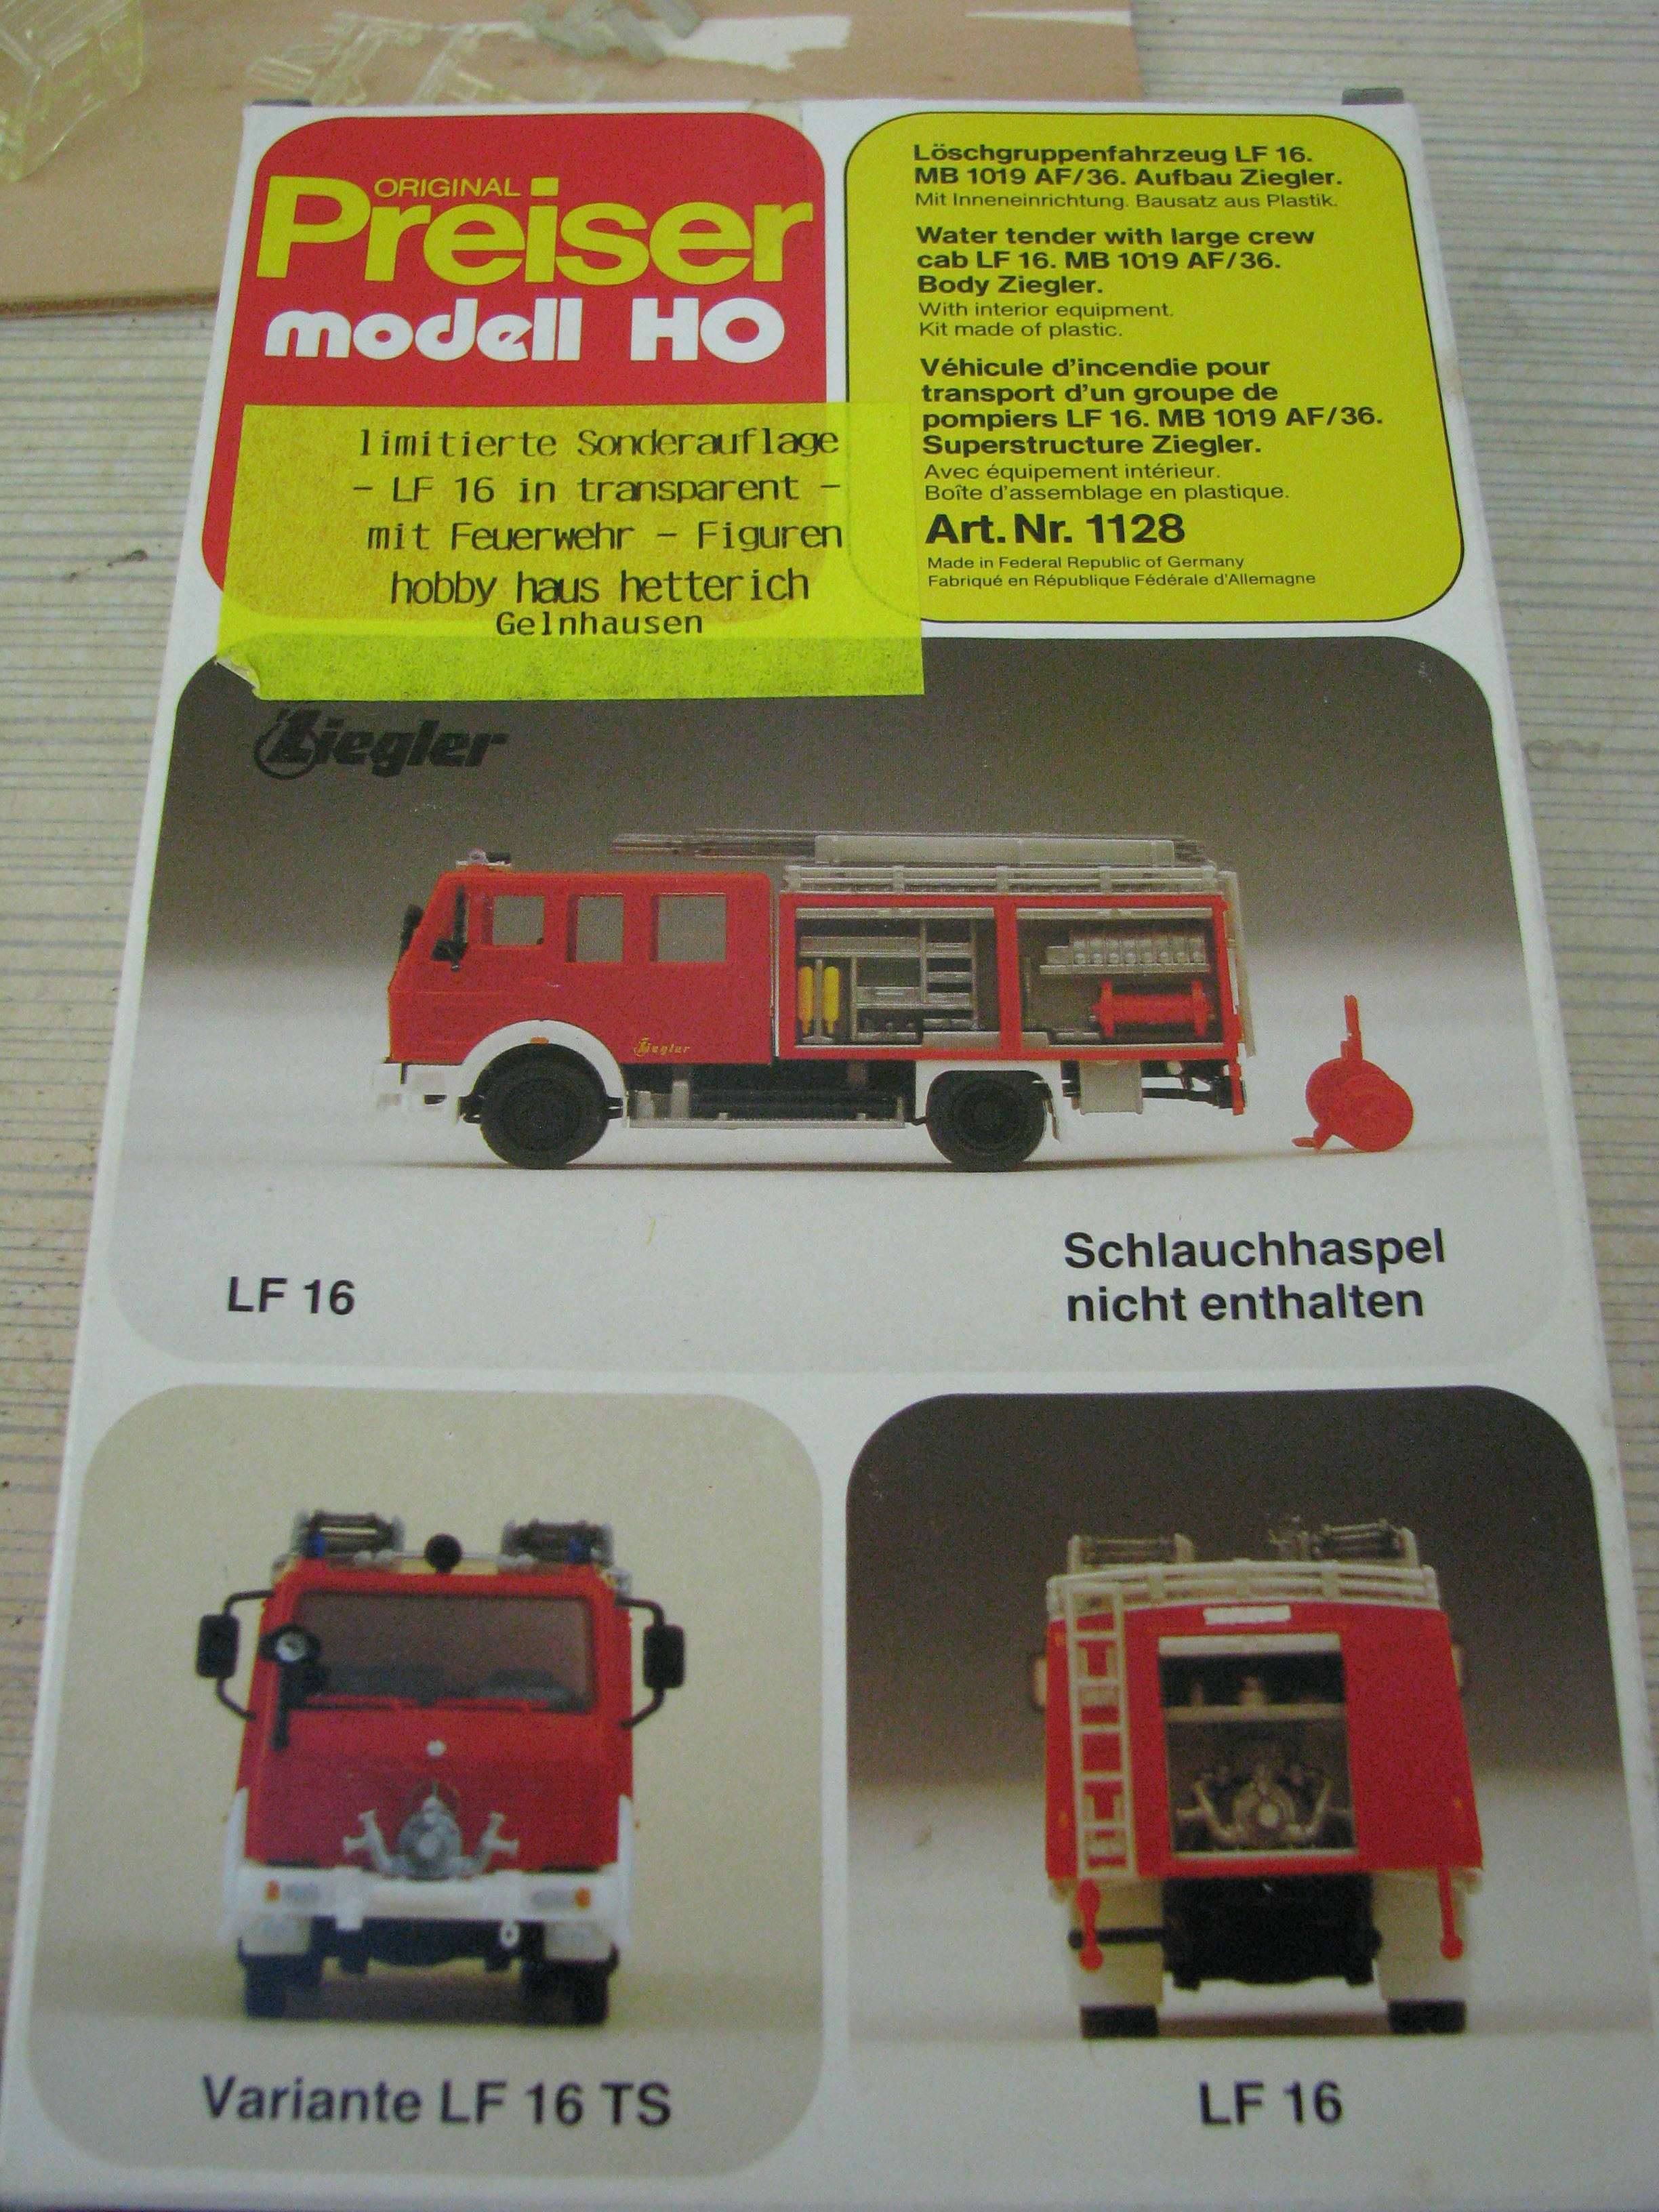 ORIGINAL
Preiser
modell HO
limitierte Sonderauflage
- LF 16 in transparent -
mit Feuerwehr - Figuren
hobby haus hetterich
Gelnhausen
Löschgruppenfahrzeug LF 16.
MB 1019 AF/36. Aufbau Ziegler.
Mit Inneneinrichtung. Bausatz aus Plastik.
Water tender with large crew
cab LF 16. MB 1019 AF/36.
Body Ziegler.
With interior equipment.
Kit made of plastic.
Véhicule d'incendie pour
transport d'un groupe de
pompiers LF 16. MB 1019 AF/36.
Superstructure Ziegler.
Avec équipement intérieur.
Boîte d'assemblage en plastique.
Art. Nr. 1128
Made in Federal Republic of Germany
Fabriqué en République Fédérale d'Allemagne
Ziegler
Ziegler
LF 16
Schlauchhaspel
nicht enthalten
Variante LF 16 TS
LF 16